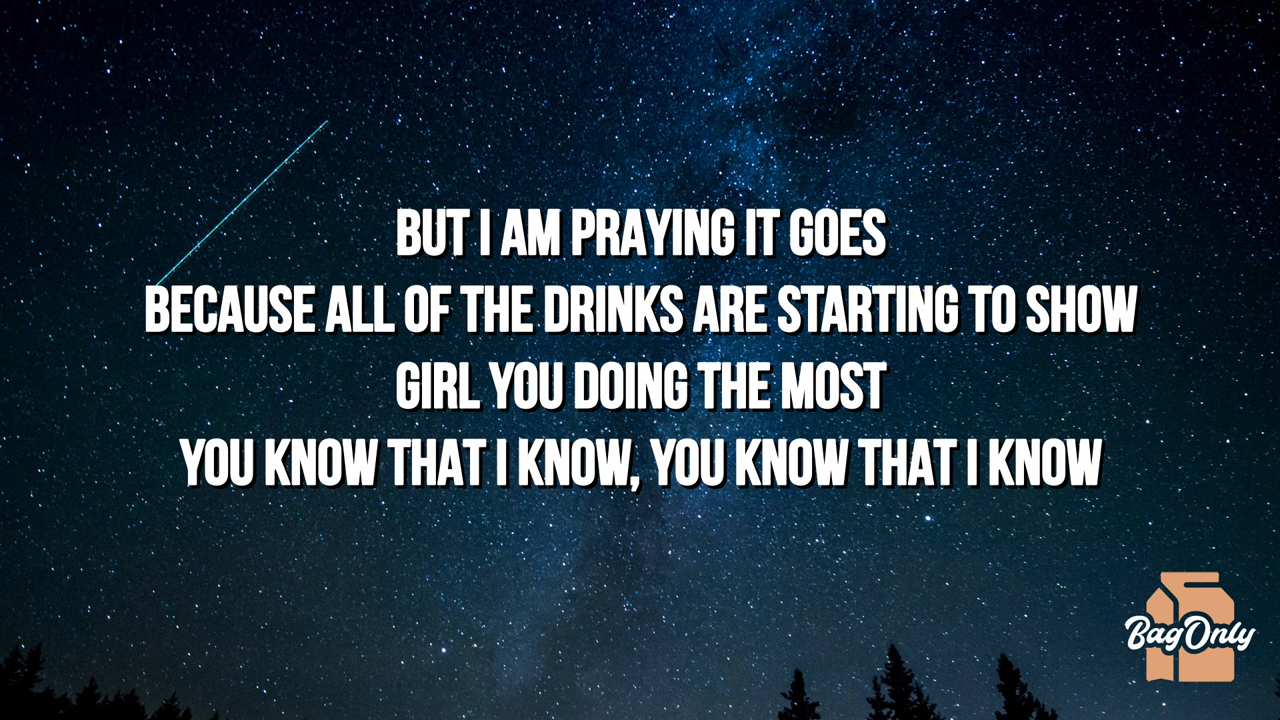 BUT I AM PRAYING IT GOES
BECAUSE ALL OF THE DRINKS ARE STARTING TO SHOW
GIRL YOU DOING THE MOST
YOU KNOW THAT I KNOW, YOU KNOW THAT I KNOW
BagOnly